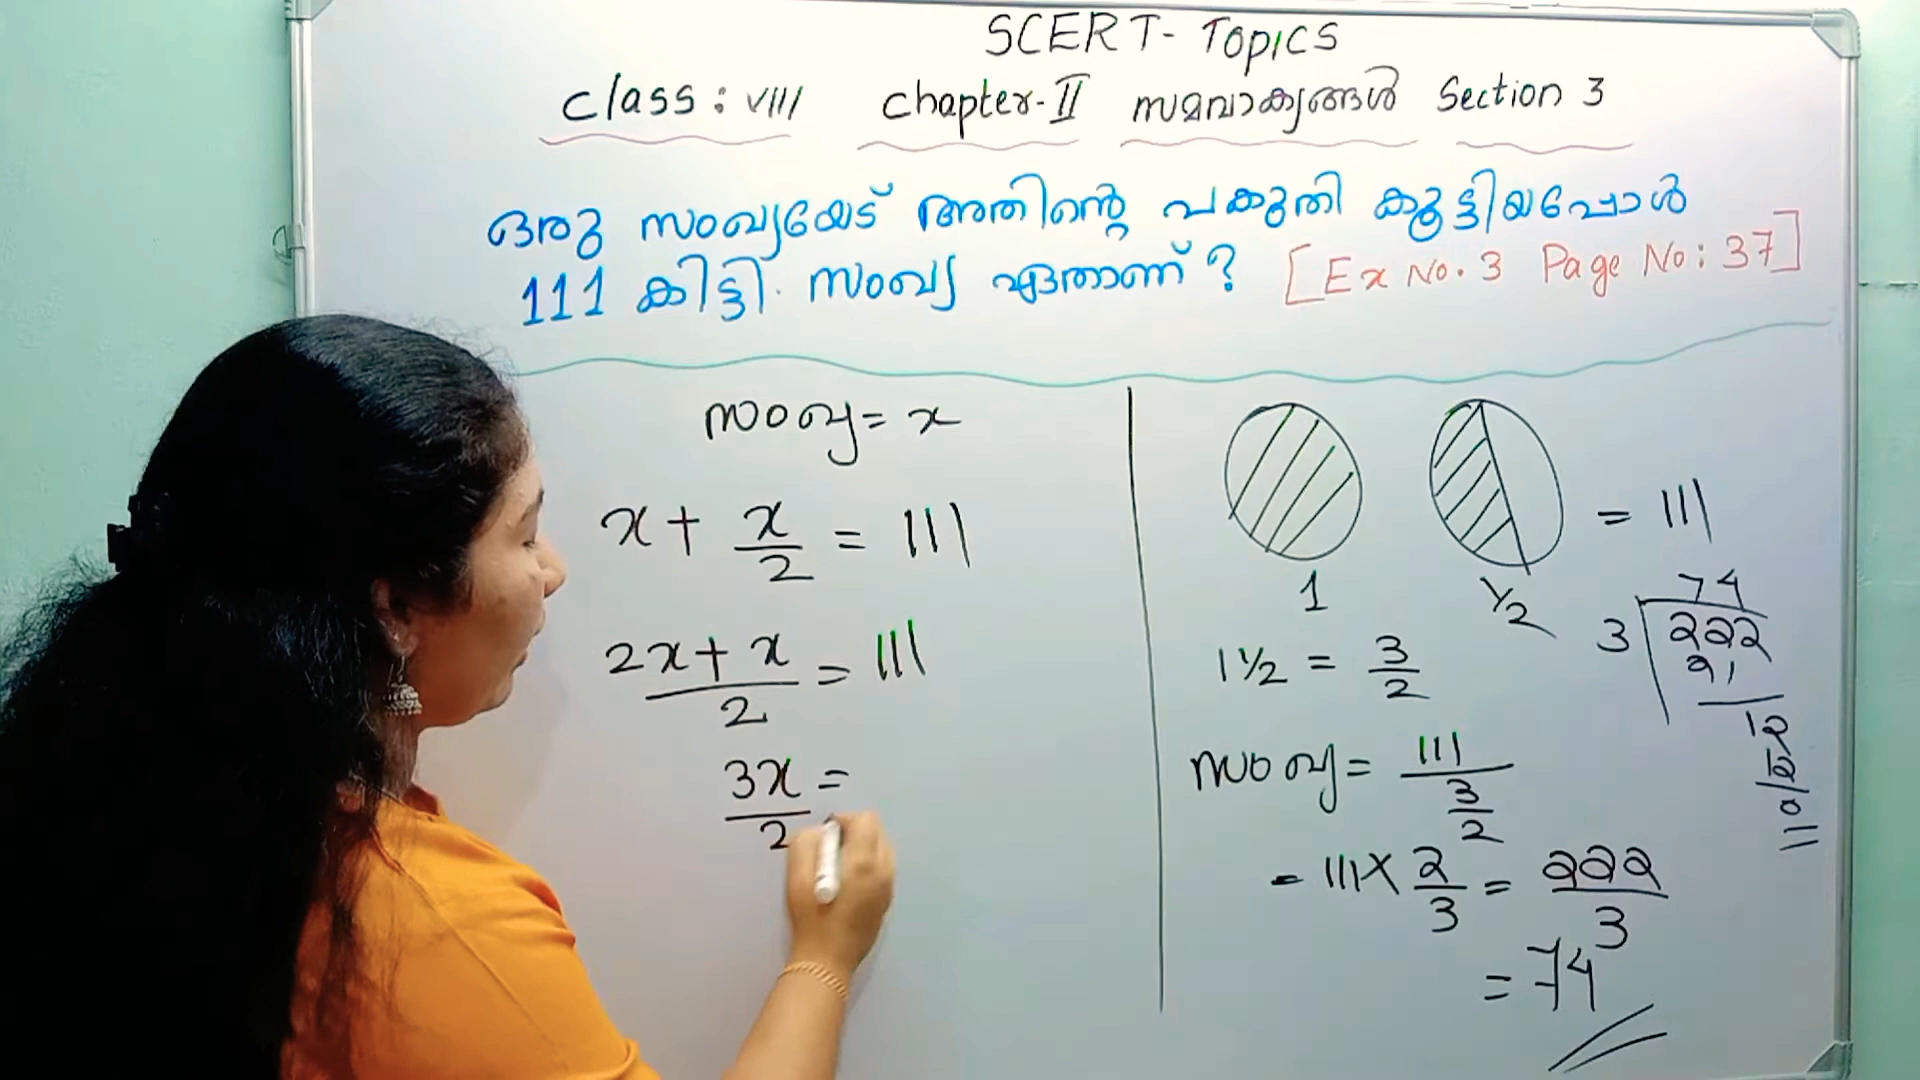 SCERT- Topics
Class: VIII Chapter-II സമവാക്യങ്ങൾ Section 3
ഒരു സംഖ്യയേട് അതിന്റെ പകുതി കൂട്ടിയപ്പോൾ
111 കിട്ടി. സംഖ്യ ഏതാണ് ? [Ex No. 3 Page No: 37]
സംഖ്യ = x
x + x/2 = 111
2x + x/2 = 111
3x/2 =
= 111
1 1/2
1 1/2 = 3/2
74
3 222
21
12
12
0
സംഖ്യ = 111/3/2
= 111 X 2/3 = 222/3
= 74